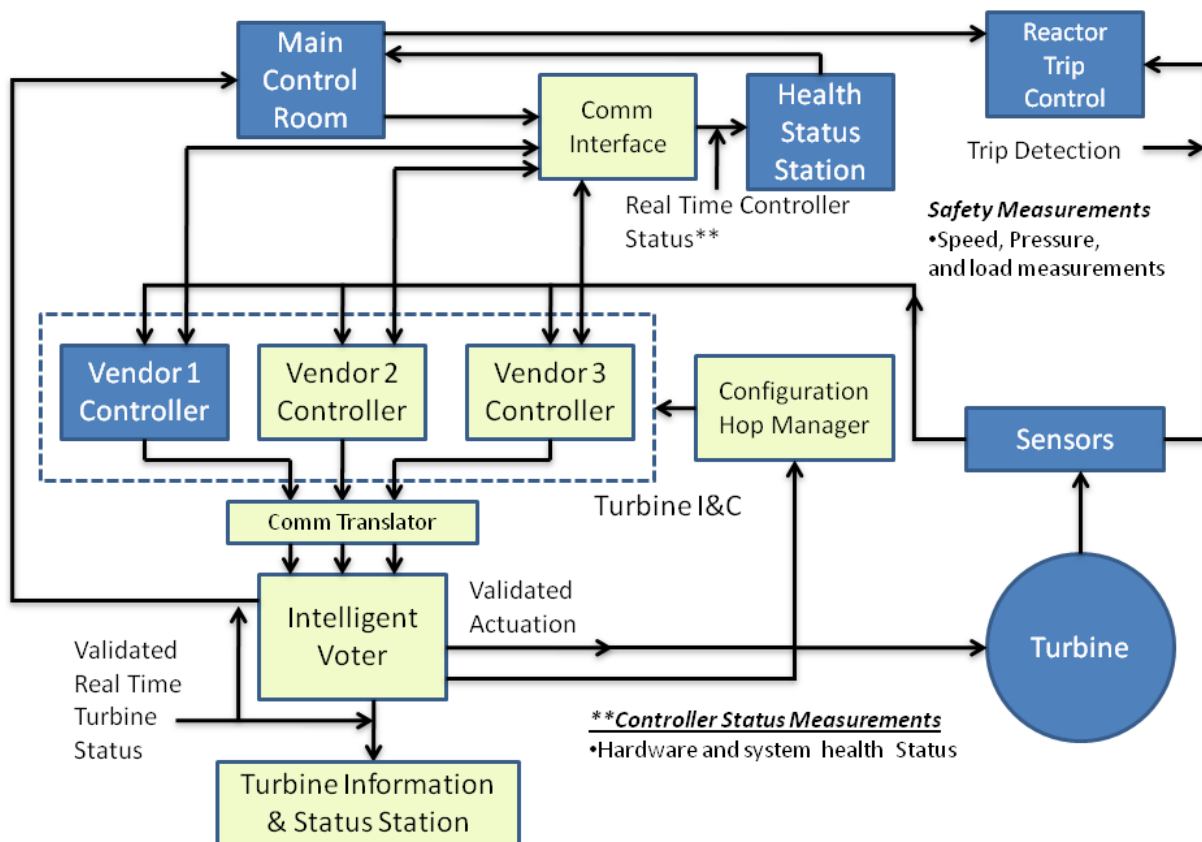 Main
Control
Room
Reactor
Trip
Control
Comm
Interface
Health
Status
Station
Trip Detection
Real Time Controller
Status**
Safety Measurements
•Speed, Pressure,
and load measurements
Vendor 1
Controller
Vendor 2
Controller
Vendor 3
Controller
Configuration
Hop Manager
Sensors
Turbine I&C
Comm Translator
Intelligent
Voter
Validated
Actuation
Turbine
Validated
Real Time
Turbine
Status
**Controller Status Measurements
•Hardware and system health Status
Turbine Information
& Status Station